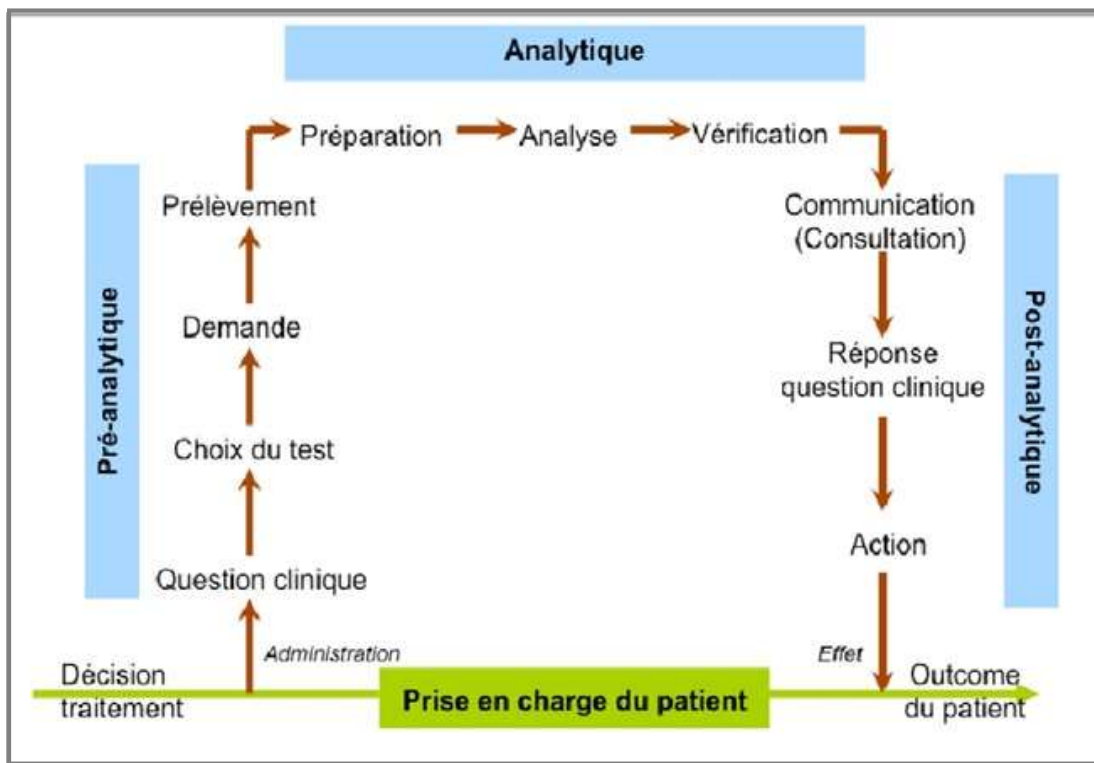 Analytique
Préparation
Analyse
Vérification
Pré-analytique
Prélèvement
Demande
Choix du test
Question clinique
Communication
(Consultation)
Réponse
question clinique
Action
Post-analytique
Administration
Effet
Décision
traitement
Prise en charge du patient
Outcome
du patient